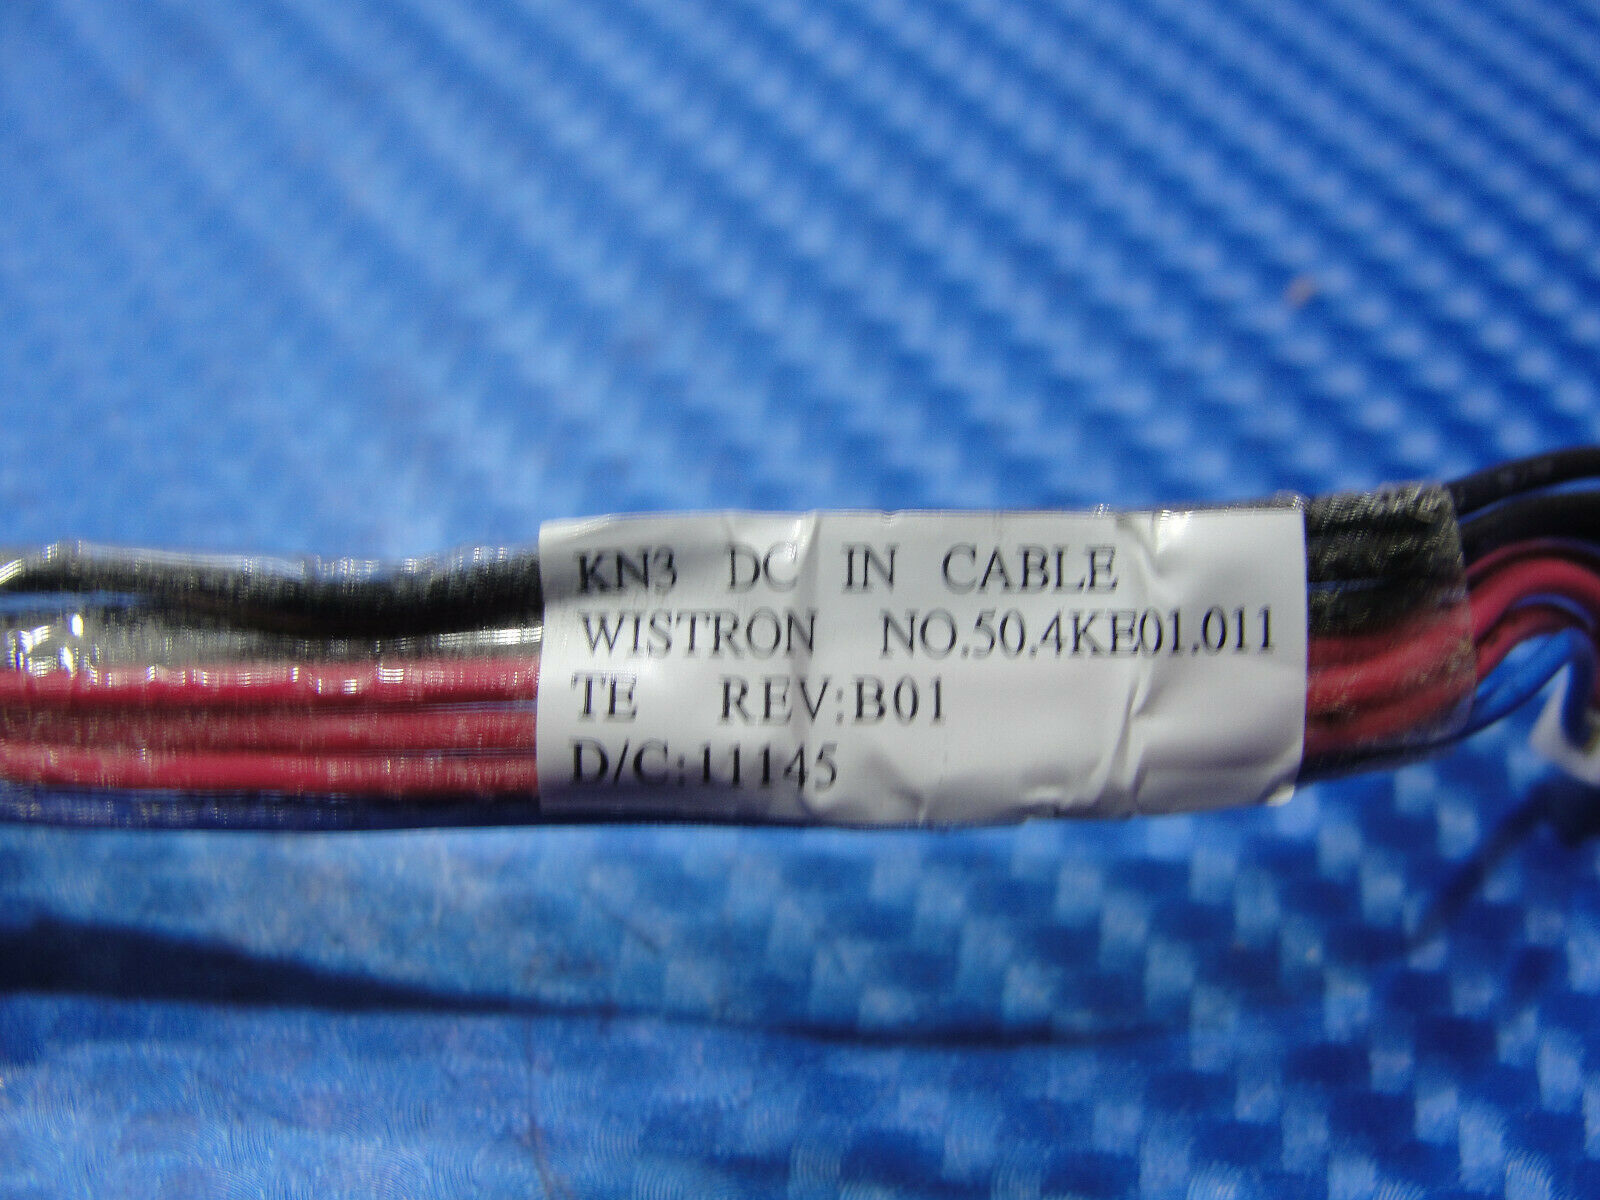 KN3 DC IN CABLE
WISTRON NO.50.4KE01.011
TE REV:B01
D/C:11145